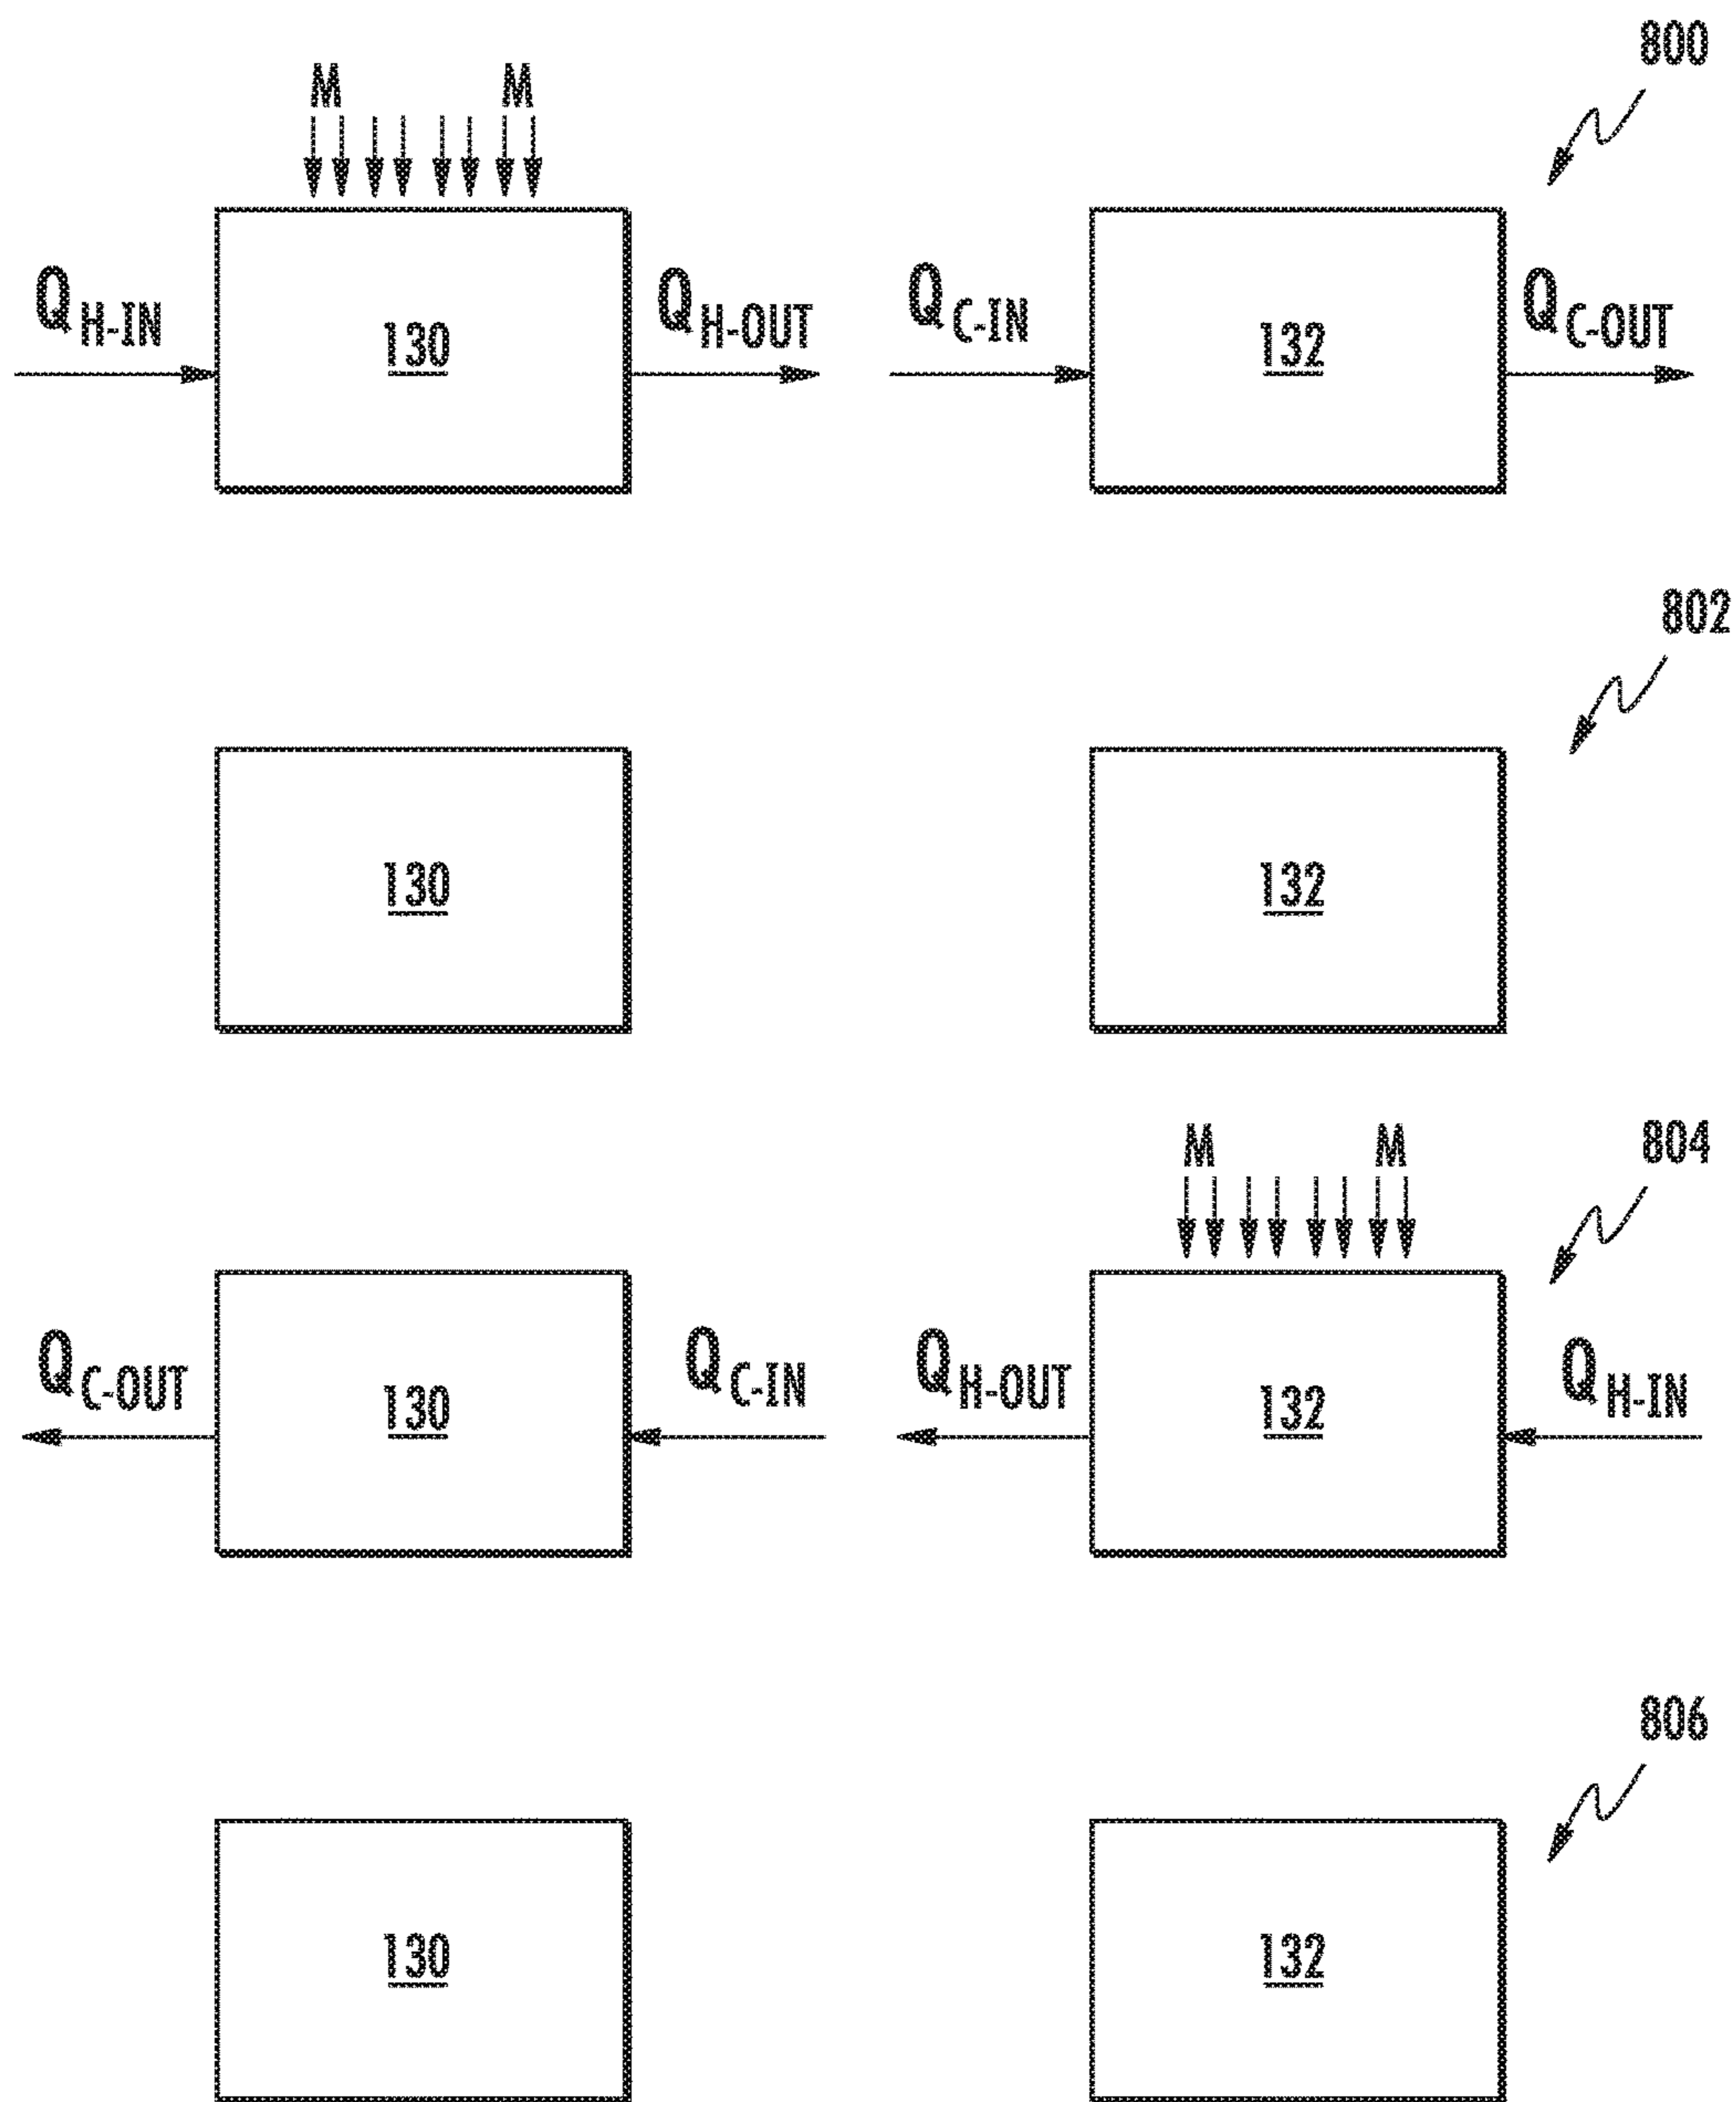 800
M M
Q H-IN
130
Q H-OUT
Q C-IN
132
Q C-OUT
802
130
132
804
M M
Q C-OUT
130
Q C-IN
Q H-OUT
132
Q H-IN
806
130
132